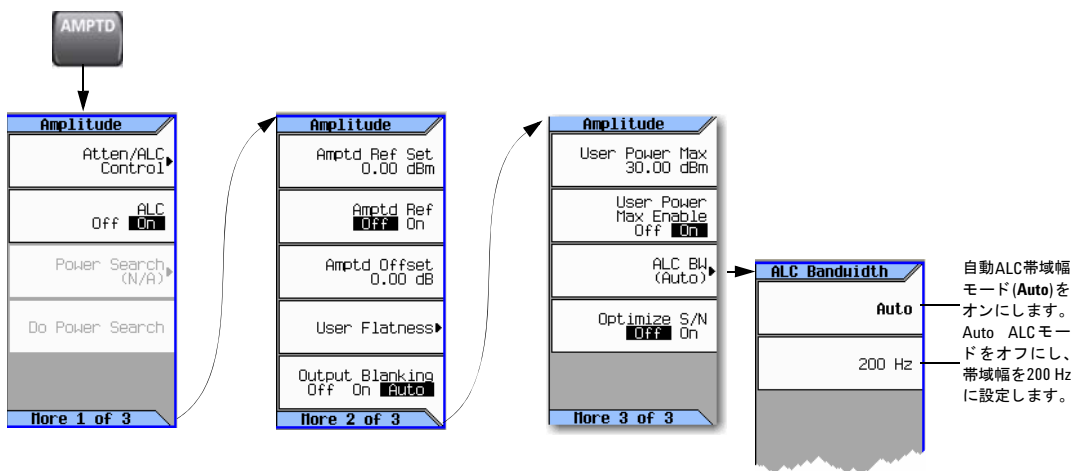 AMPTD
Amplitude
Atten/ALC
Control
ALC
Off On
Power Search
(N/A)
Do Power Search
More 1 of 3
Amplitude
Amptd Ref Set
0.00 dBm
Amptd Ref
Off On
Amptd Offset
0.00 dB
User Flatness
Output Blanking
Off On Auto
More 2 of 3
Amplitude
User Power Max
30.00 dBm
User Power
Max Enable
Off On
ALC BW
(Auto)
Optimize S/N
Off On
More 3 of 3
ALC Bandwidth
Auto
200 Hz
自動ALC帯域幅
モード(Auto)を
オンにします。
Auto ALCモー
ドをオフにし、
帯域幅を200 Hz
に設定します。